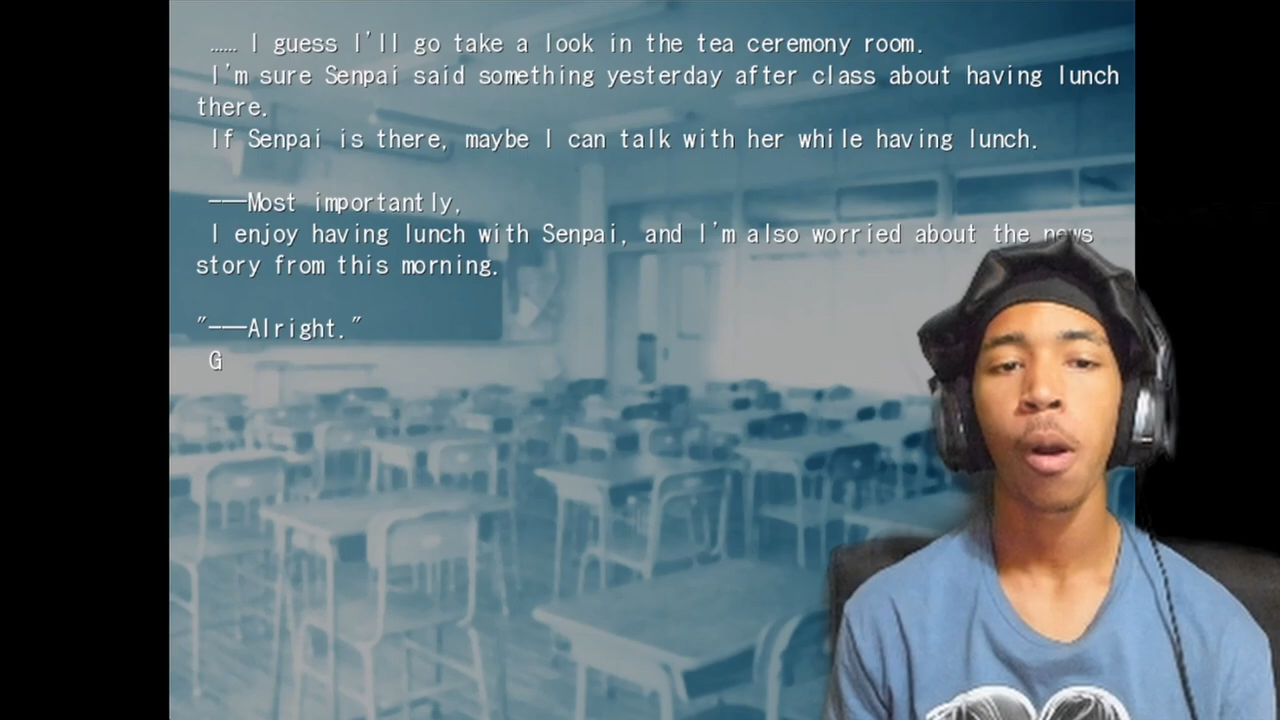 …… I guess I'll go take a look in the tea ceremony room.
I'm sure Senpai said something yesterday after class about having lunch
there.
If Senpai is there, maybe I can talk with her while having lunch.
――Most importantly,
I enjoy having lunch with Senpai, and I'm also worried about the news
story from this morning.
"――Alright."
G